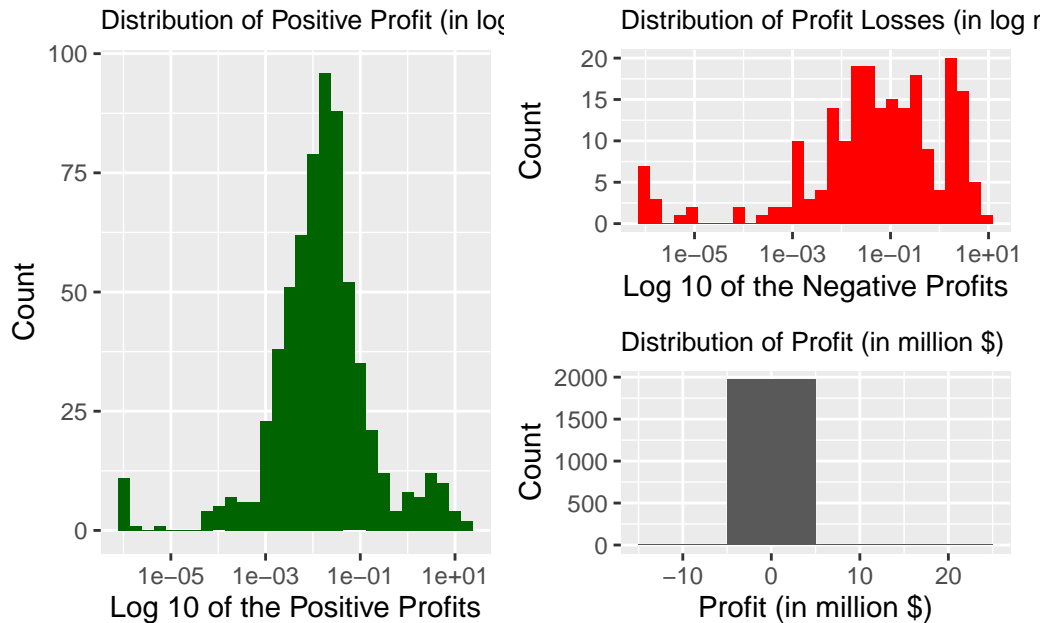 Distribution of Positive Profit (in log
100
75
50
25
0
Count
1e−05 1e−03 1e−01 1e+01
Log 10 of the Positive Profits
Distribution of Profit Losses (in log
20
15
10
5
0
Count
1e−05 1e−03 1e−01 1e+01
Log 10 of the Negative Profits
Distribution of Profit (in million $)
2000
1500
1000
500
0
Count
−10 0 10 20
Profit (in million $)